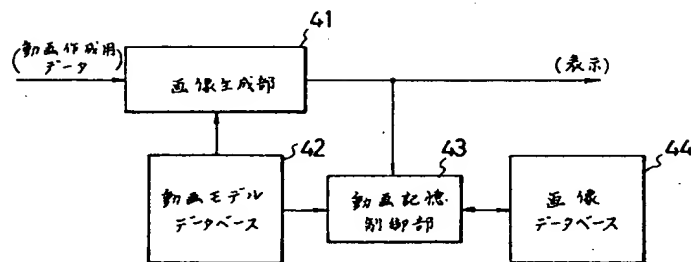 41
(動画作成用
データ)
画像生成部
(表示)
42
43
44
動画モデル
データベース
動画記憶
制御部
画像
データベース